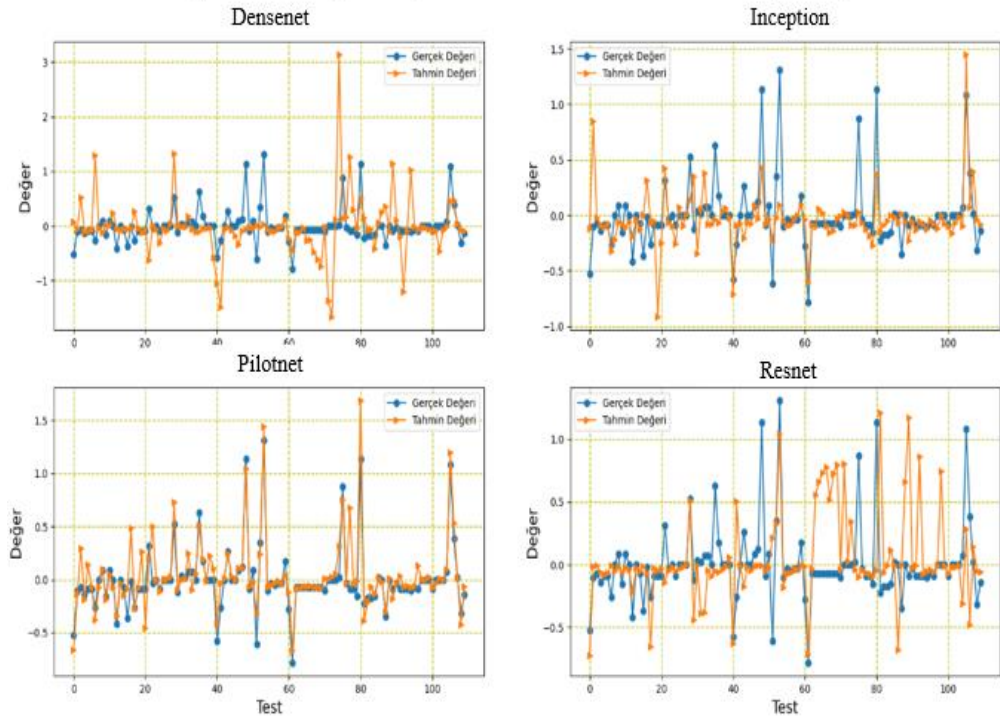 Densenet
Inception
Gerçek Değeri
Tahmin Değeri
Değer
3
2
1
0
−1
0 20 40 60 80 100
Gerçek Değeri
Tahmin Değeri
Değer
1.5
1.0
0.5
0.0
−0.5
−1.0
0 20 40 60 80 100
Pilotnet
Resnet
Gerçek Değeri
Tahmin Değeri
Değer
1.5
1.0
0.5
0.0
−0.5
0 20 40 60 80 100
Test
Gerçek Değeri
Tahmin Değeri
Değer
1.0
0.5
0.0
−0.5
0 20 40 60 80 100
Test